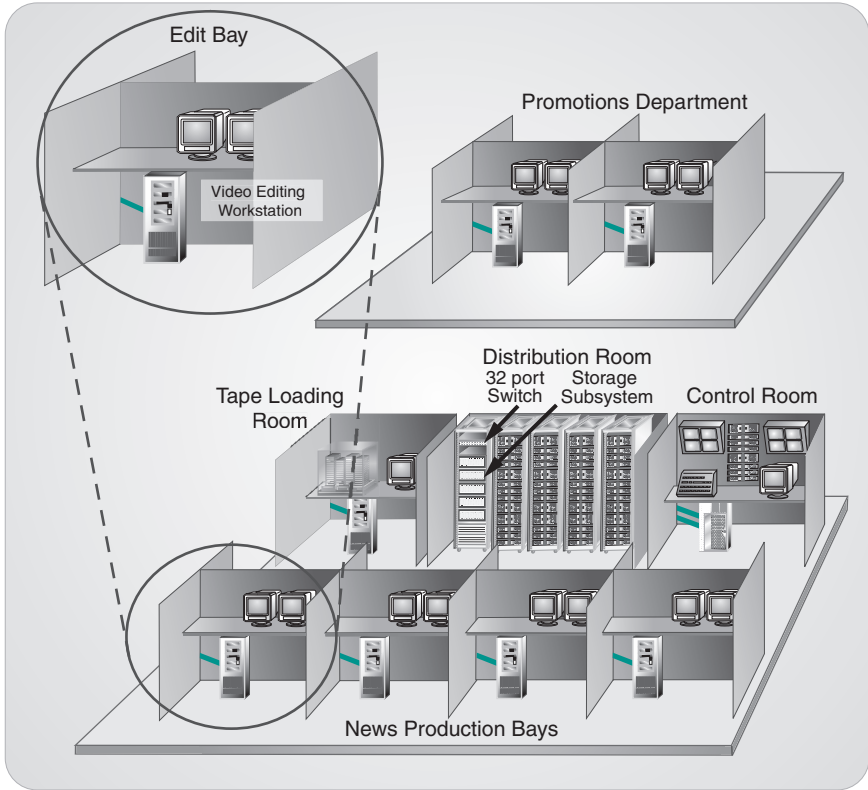 Edit Bay
Video Editing
Workstation
Promotions Department
Distribution Room
32 port
Switch
Storage
Subsystem
Tape Loading
Room
Control Room
News Production Bays